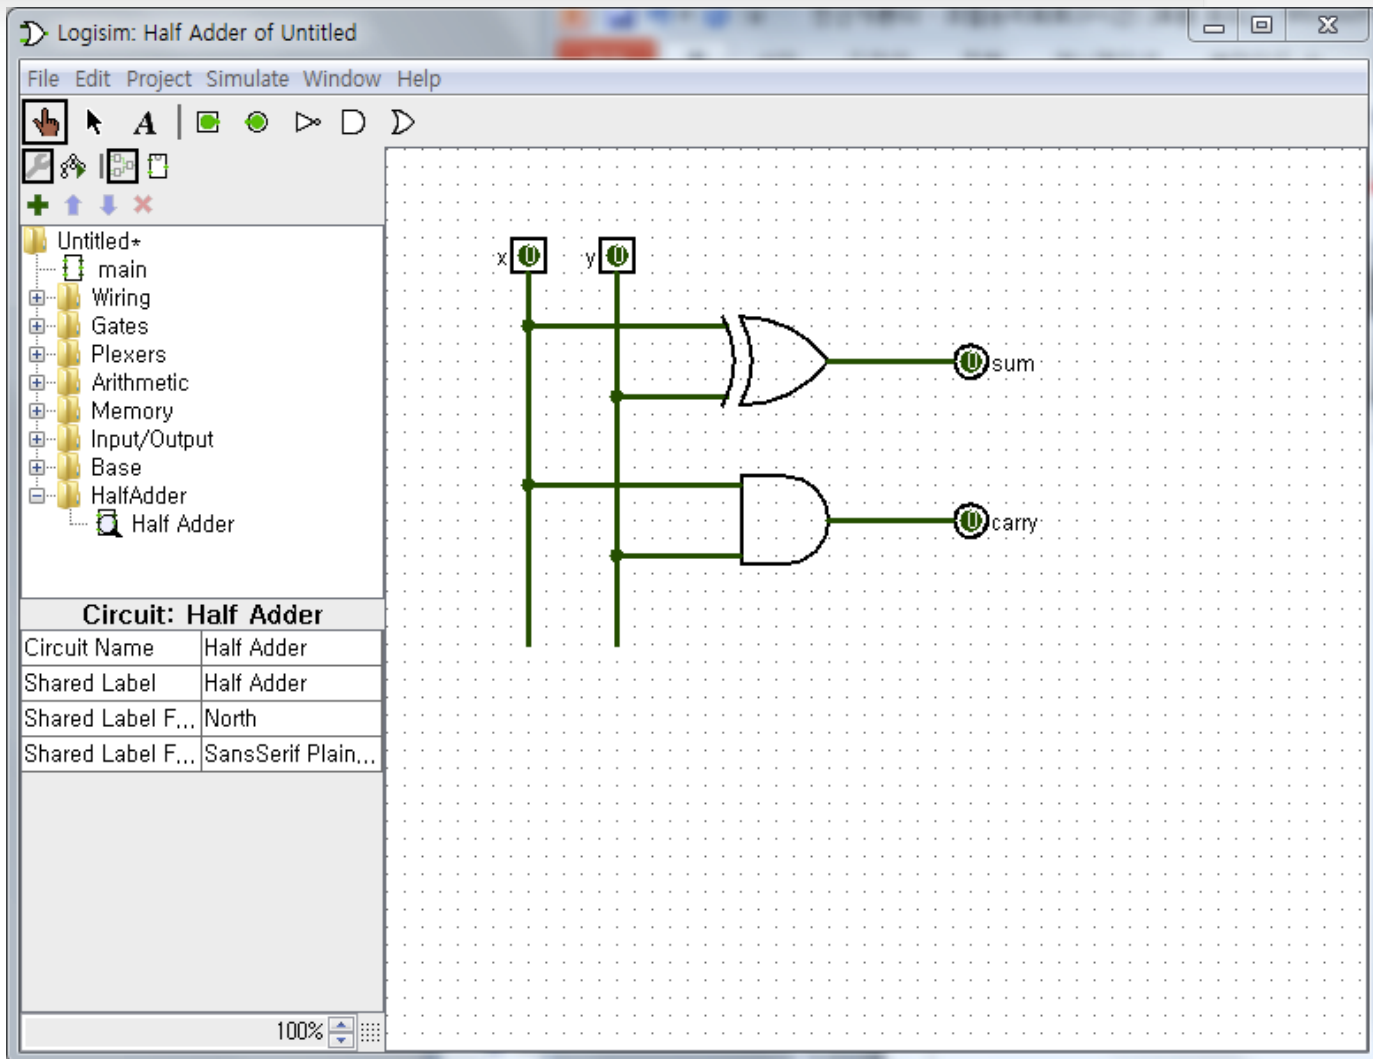 Logisim: Half Adder of Untitled
File Edit Project Simulate Window Help
A
Untitled*
main
Wiring
Gates
Plexers
Arithmetic
Memory
Input/Output
Base
HalfAdder
Half Adder
Circuit: Half Adder
Circuit Name Half Adder
Shared Label Half Adder
Shared Label F... North
Shared Label F... SansSerif Plain,...
100%
x 0 y 0
0 sum
0 carry